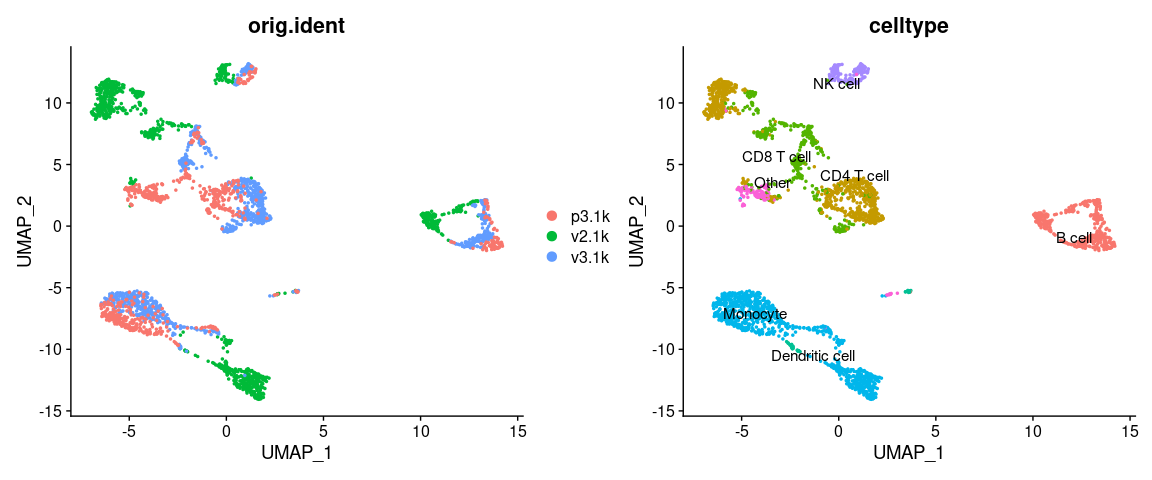 orig.ident
10
5
0
-5
-10
-15
UMAP_2
-5
0
5
10
15
UMAP_1
p3.1k
v2.1k
v3.1k
celltype
10
5
0
-5
-10
-15
UMAP_2
NK cell
CD8 T cell
CD4 T cell
Other
B cell
Monocyte
Dendritic cell
-5
0
5
10
15
UMAP_1